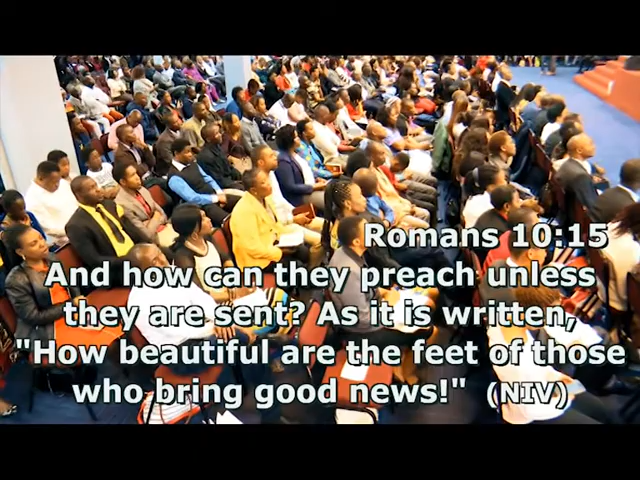 Romans 10:15
And how can they preach unless
they are sent? As it is written,
"How beautiful are the feet of those
who bring good news!" (NIV)